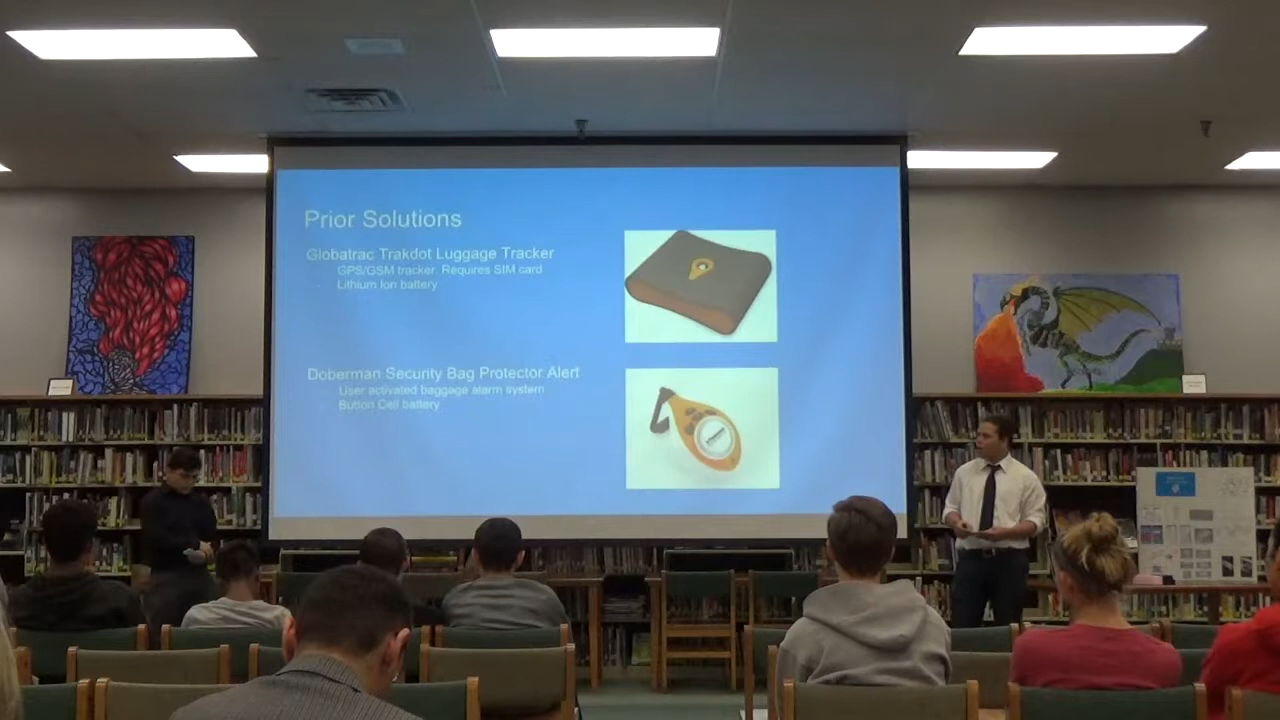 Prior Solutions
Globatrac Trakdot Luggage Tracker
GPS/GSM tracker. Requires SIM card
Lithium Ion battery
Doberman Security Bag Protector Alert
User activated baggage alarm system
Button Cell battery